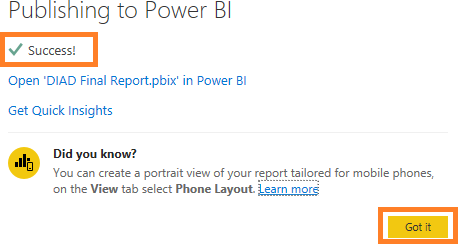 Publishing to Power BI
Success!
Open 'DIAD Final Report.pbix' in Power BI
Get Quick Insights
Did you know?
You can create a portrait view of your report tailored for mobile phones,
on the View tab select Phone Layout. Learn more
Got it